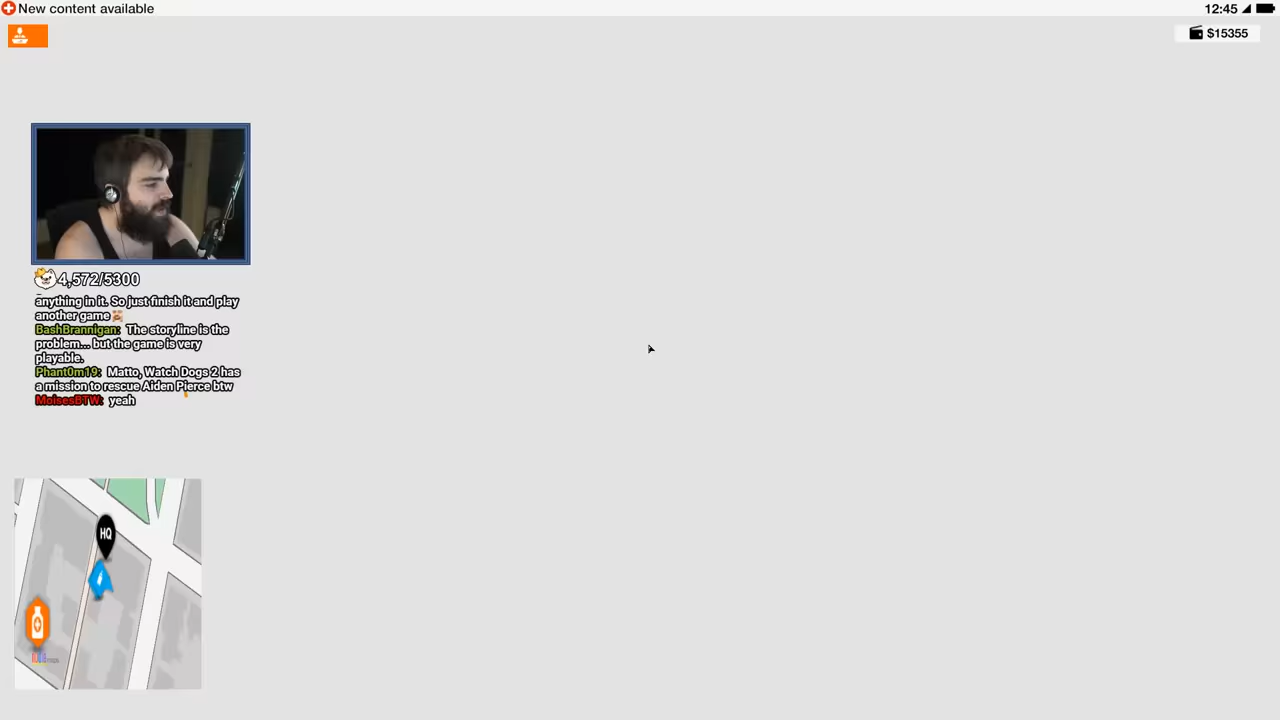 New content available
12:45
$15355
4,572/5300
anything in it. So just finish it and play
another game
BashBrannigan: The storyline is the
problem... but the game is very
playable.
Phant0m19: Matto, Watch Dogs 2 has
a mission to rescue Aiden Pierce btw
MoisesBTW: yeah
HQ